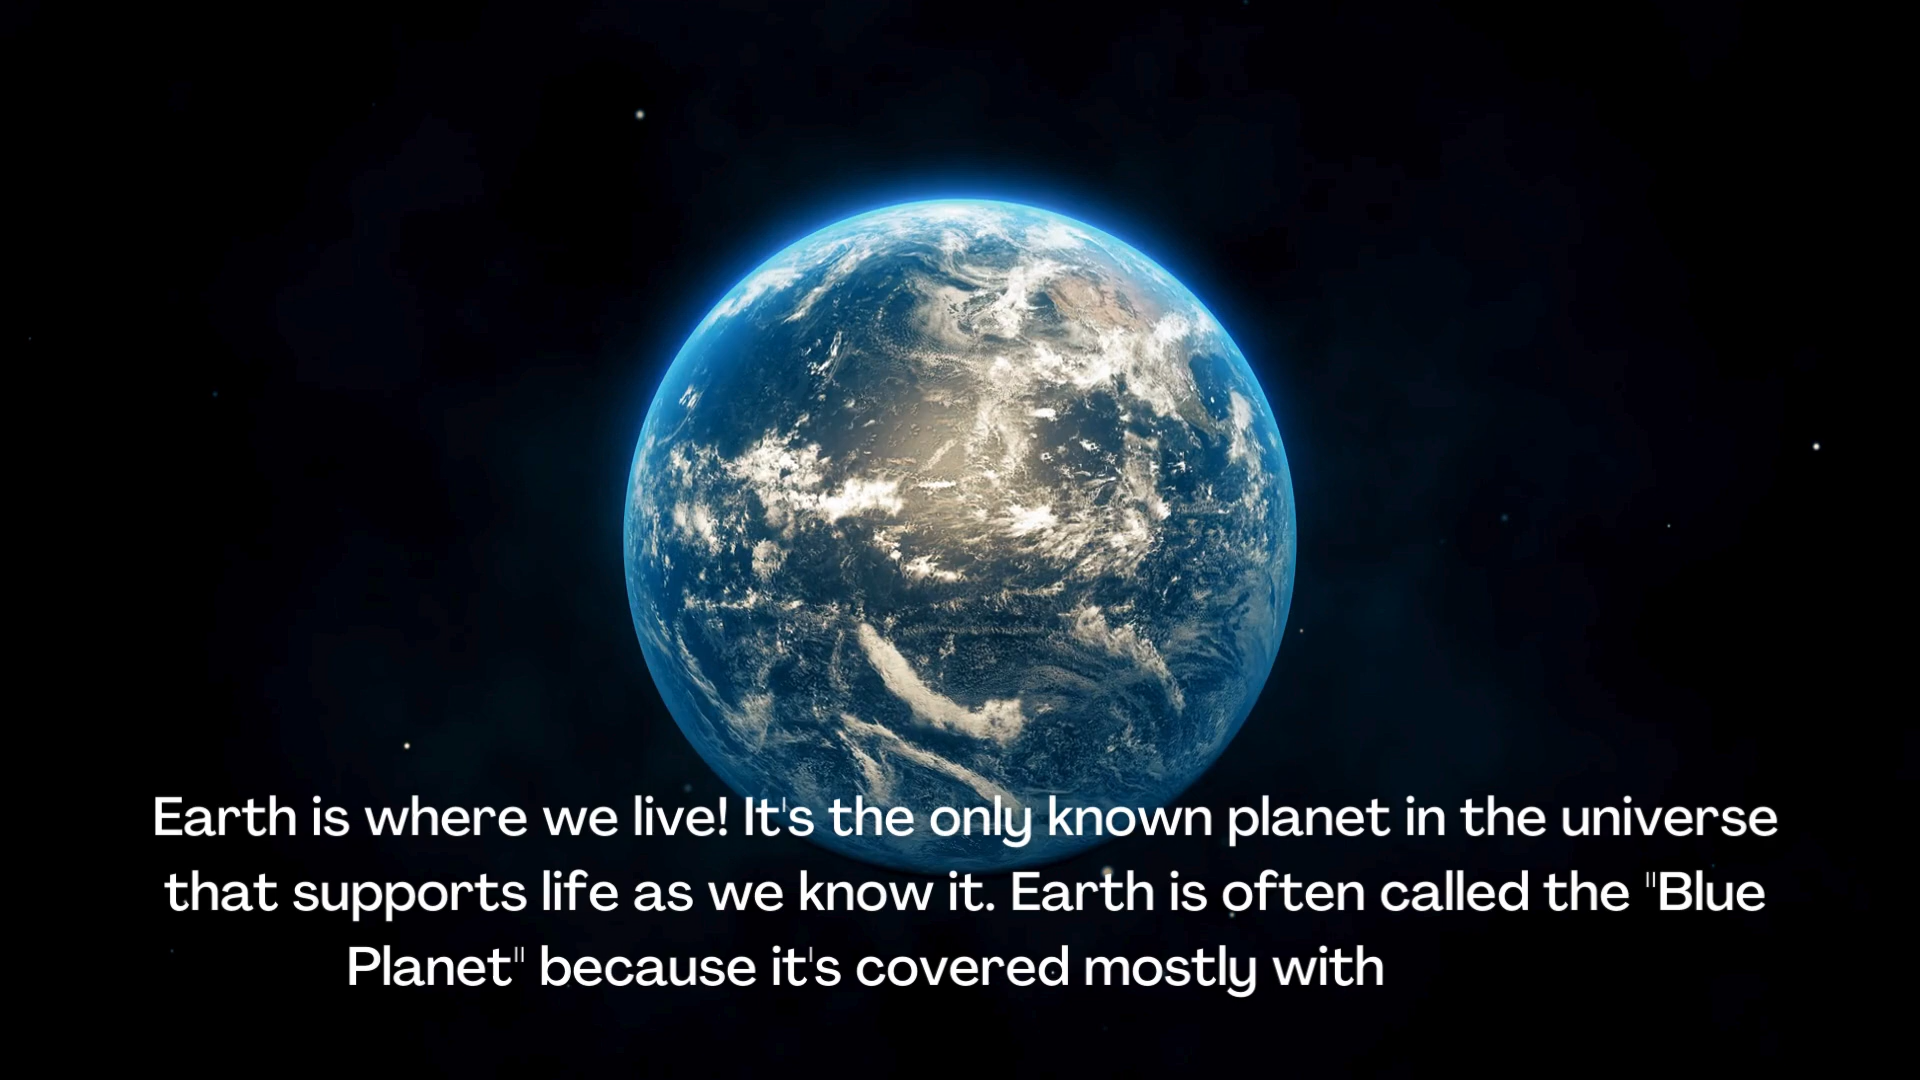 Earth is where we live! It's the only known planet in the universe
that supports life as we know it. Earth is often called the "Blue
Planet" because it's covered mostly with